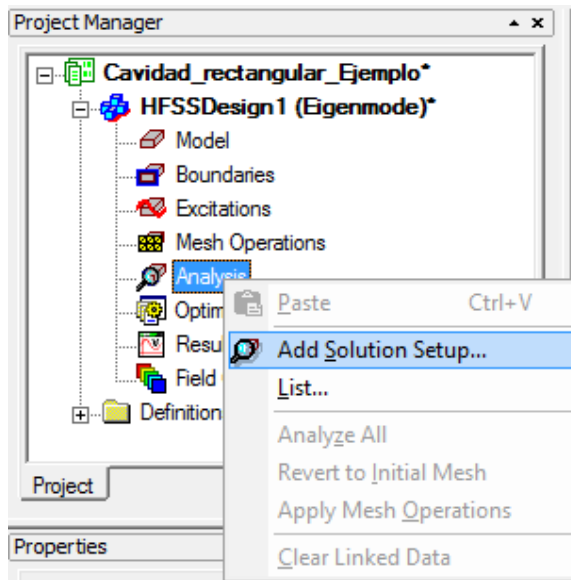 Project Manager
Cavidad_rectangular_Ejemplo*
HFSSDesign1 (Eigenmode)*
Model
Boundaries
Excitations
Mesh Operations
Analysis
Paste Ctrl+V
Optim
Add Solution Setup...
Resu
Field
List...
Definition
Analyze All
Revert to Initial Mesh
Project
Apply Mesh Operations
Properties
Clear Linked Data